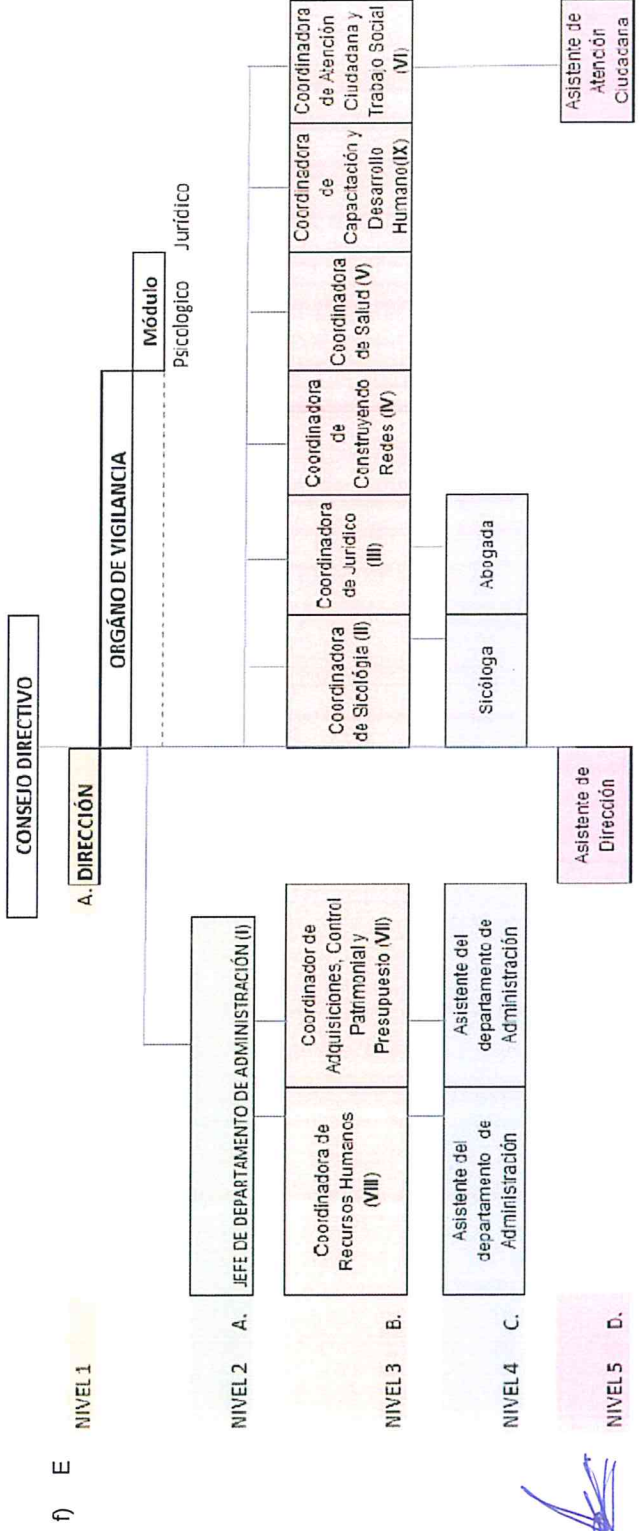 f) E
CONSEJO DIRECTIVO
NIVEL 1
A. DIRECCIÓN
ORGÁNO DE VIGILANCIA
Módulo
Psicologico Jurídico
NIVEL 2 A.
JEFE DE DEPARTAMENTO DE ADMINISTRACIÓN (I)
NIVEL 3 B.
Coordinadora de
Recursos Humanos
(VIII)
Coordinador de
Adquisiciones, Control
Patrimonial y
Presupuesto (VII)
Coordinadora
de Sicológia (II)
Coordinadora
de Jurídico
(III)
Coordinadora
de
Construyendo
Redes (IV)
Coordinadora
de Salud (V)
Coordinadora
de
Capacitación y
Desarrollo
Humano(IX)
Coordinadora
de Atención
Ciudadana y
Trabajo Social
(VI)
NIVEL 4 C.
Asistente del
departamento de
Administración
Asistente del
departamento de
Administración
Sicóloga
Abogada
NIVEL 5 D.
Asistente de
Dirección
Asistente de
Atención
Ciudadana